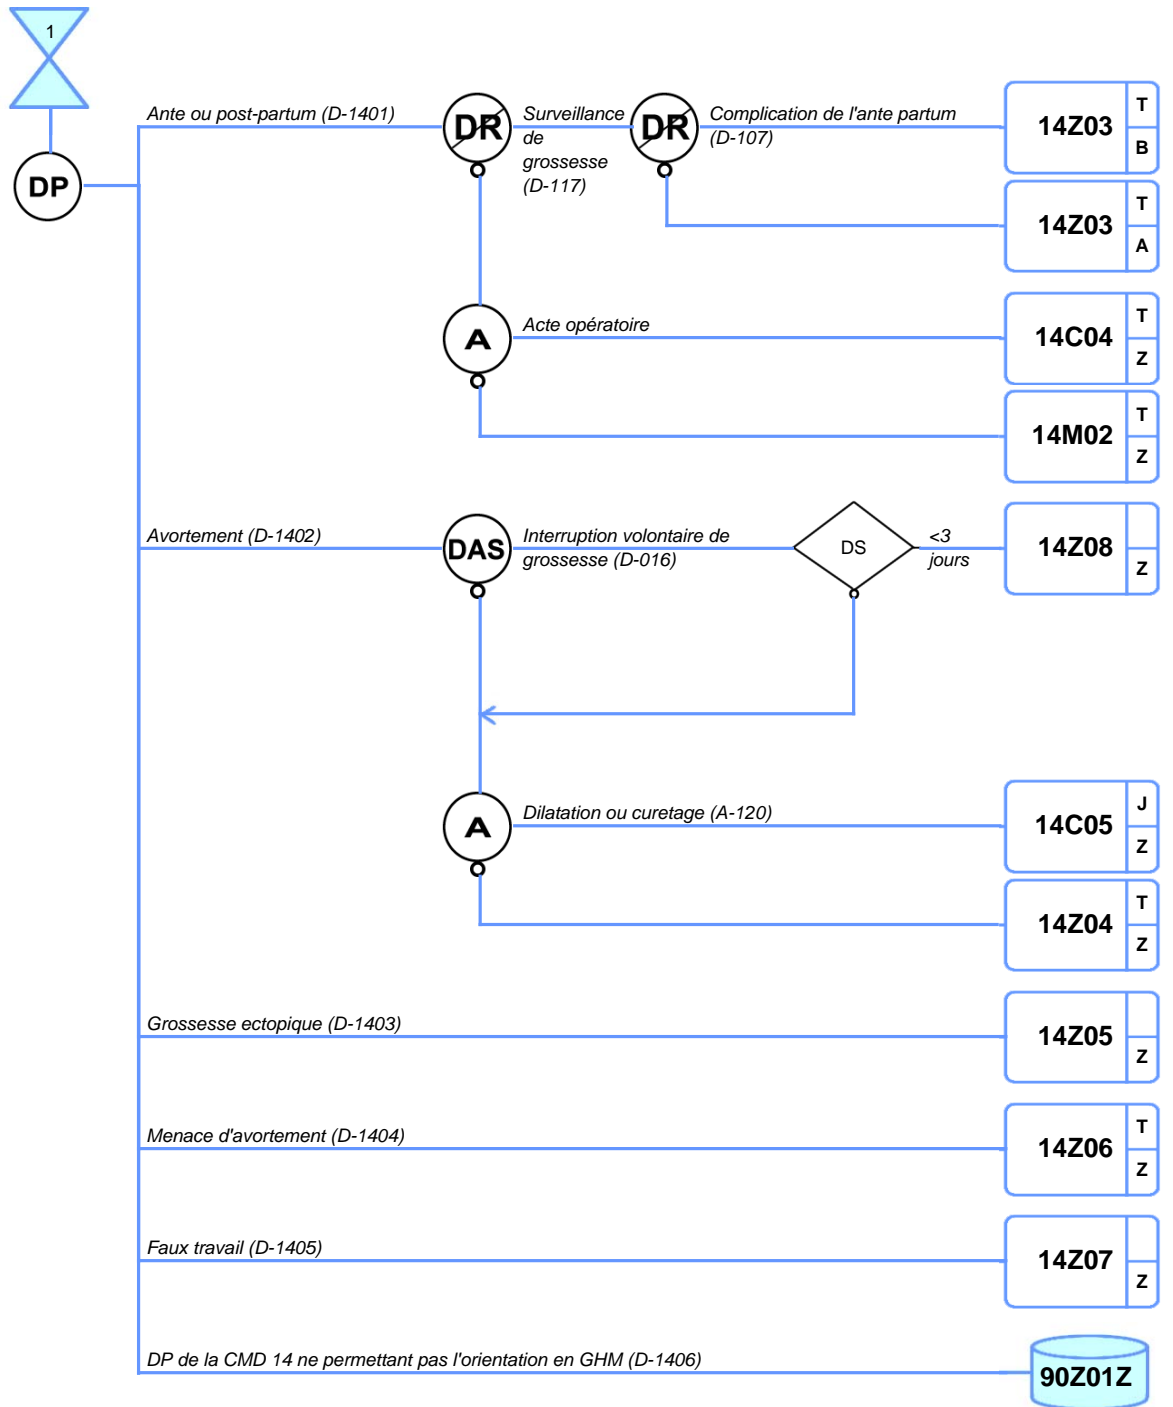 1
DP
Ante ou post-partum (D-1401)
DR
Surveillance
de
grossesse
(D-117)
DR
Complication de l'ante partum
(D-107)
14Z03
T
B
14Z03
T
A
A
Acte opératoire
14C04
T
Z
14M02
T
Z
Avortement (D-1402)
DAS
Interruption volontaire de
grossesse (D-016)
DS
<3
jours
14Z08
Z
A
Dilatation ou curetage (A-120)
14C05
J
Z
14Z04
T
Z
Grossesse ectopique (D-1403)
14Z05
Z
Menace d'avortement (D-1404)
14Z06
T
Z
Faux travail (D-1405)
14Z07
Z
DP de la CMD 14 ne permettant pas l'orientation en GHM (D-1406)
90Z01Z